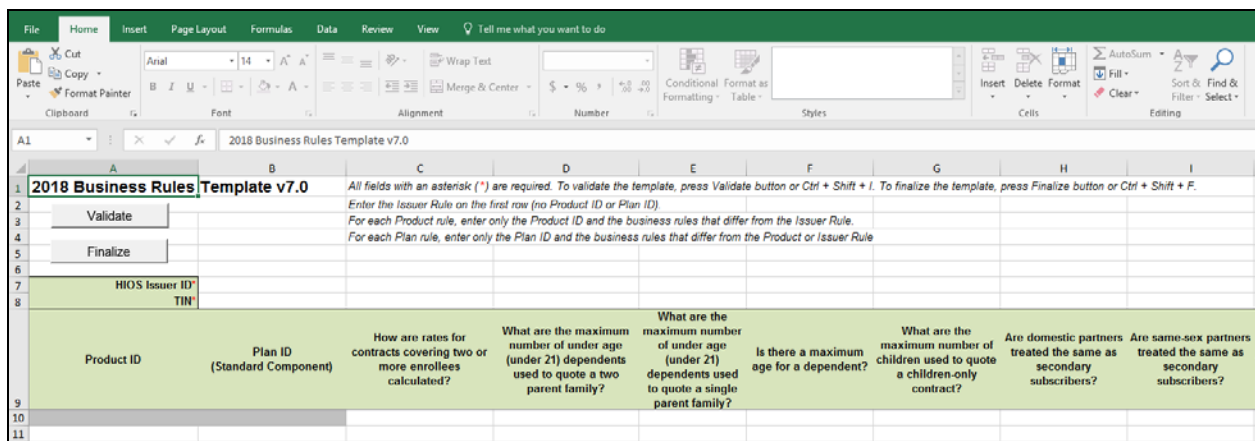 File Home Insert Page Layout Formulas Data Review View Tell me what you want to do
Cut
Copy
Format Painter
Paste
Arial 14 A A
B I U A
Wrap Text
Merge & Center
$ % ,
Conditional Formatting
Format as Table
Insert Delete Format
AutoSum
Fill
Clear
Sort & Filter
Find & Select
Clipboard Font Alignment Number Styles Cells Editing
A1 fx 2018 Business Rules Template v7.0
A B C D E F G H I
1 2018 Business Rules Template v7.0 All fields with an asterisk (*) are required. To validate the template, press Validate button or Ctrl + Shift + I. To finalize the template, press Finalize button or Ctrl + Shift + F.
2 Enter the Issuer Rule on the first row (no Product ID or Plan ID).
3 Validate For each Product rule, enter only the Product ID and the business rules that differ from the Issuer Rule.
4 For each Plan rule, enter only the Plan ID and the business rules that differ from the Product or Issuer Rule
5 Finalize
6
7 HIOS Issuer ID*
8 TIN*
9 Product ID
Plan ID
(Standard Component)
How are rates for
contracts covering two or
more enrollees
calculated?
What are the maximum
number of under age
(under 21) dependents
used to quote a two
parent family?
What are the
maximum number
of under age
(under 21)
dependents used
to quote a single
parent family?
Is there a maximum
age for a dependent?
What are the
maximum number of
children used to quote
a children-only
contract?
Are domestic partners
treated the same as
secondary
subscribers?
Are same-sex partners
treated the same as
secondary
subscribers?
10
11